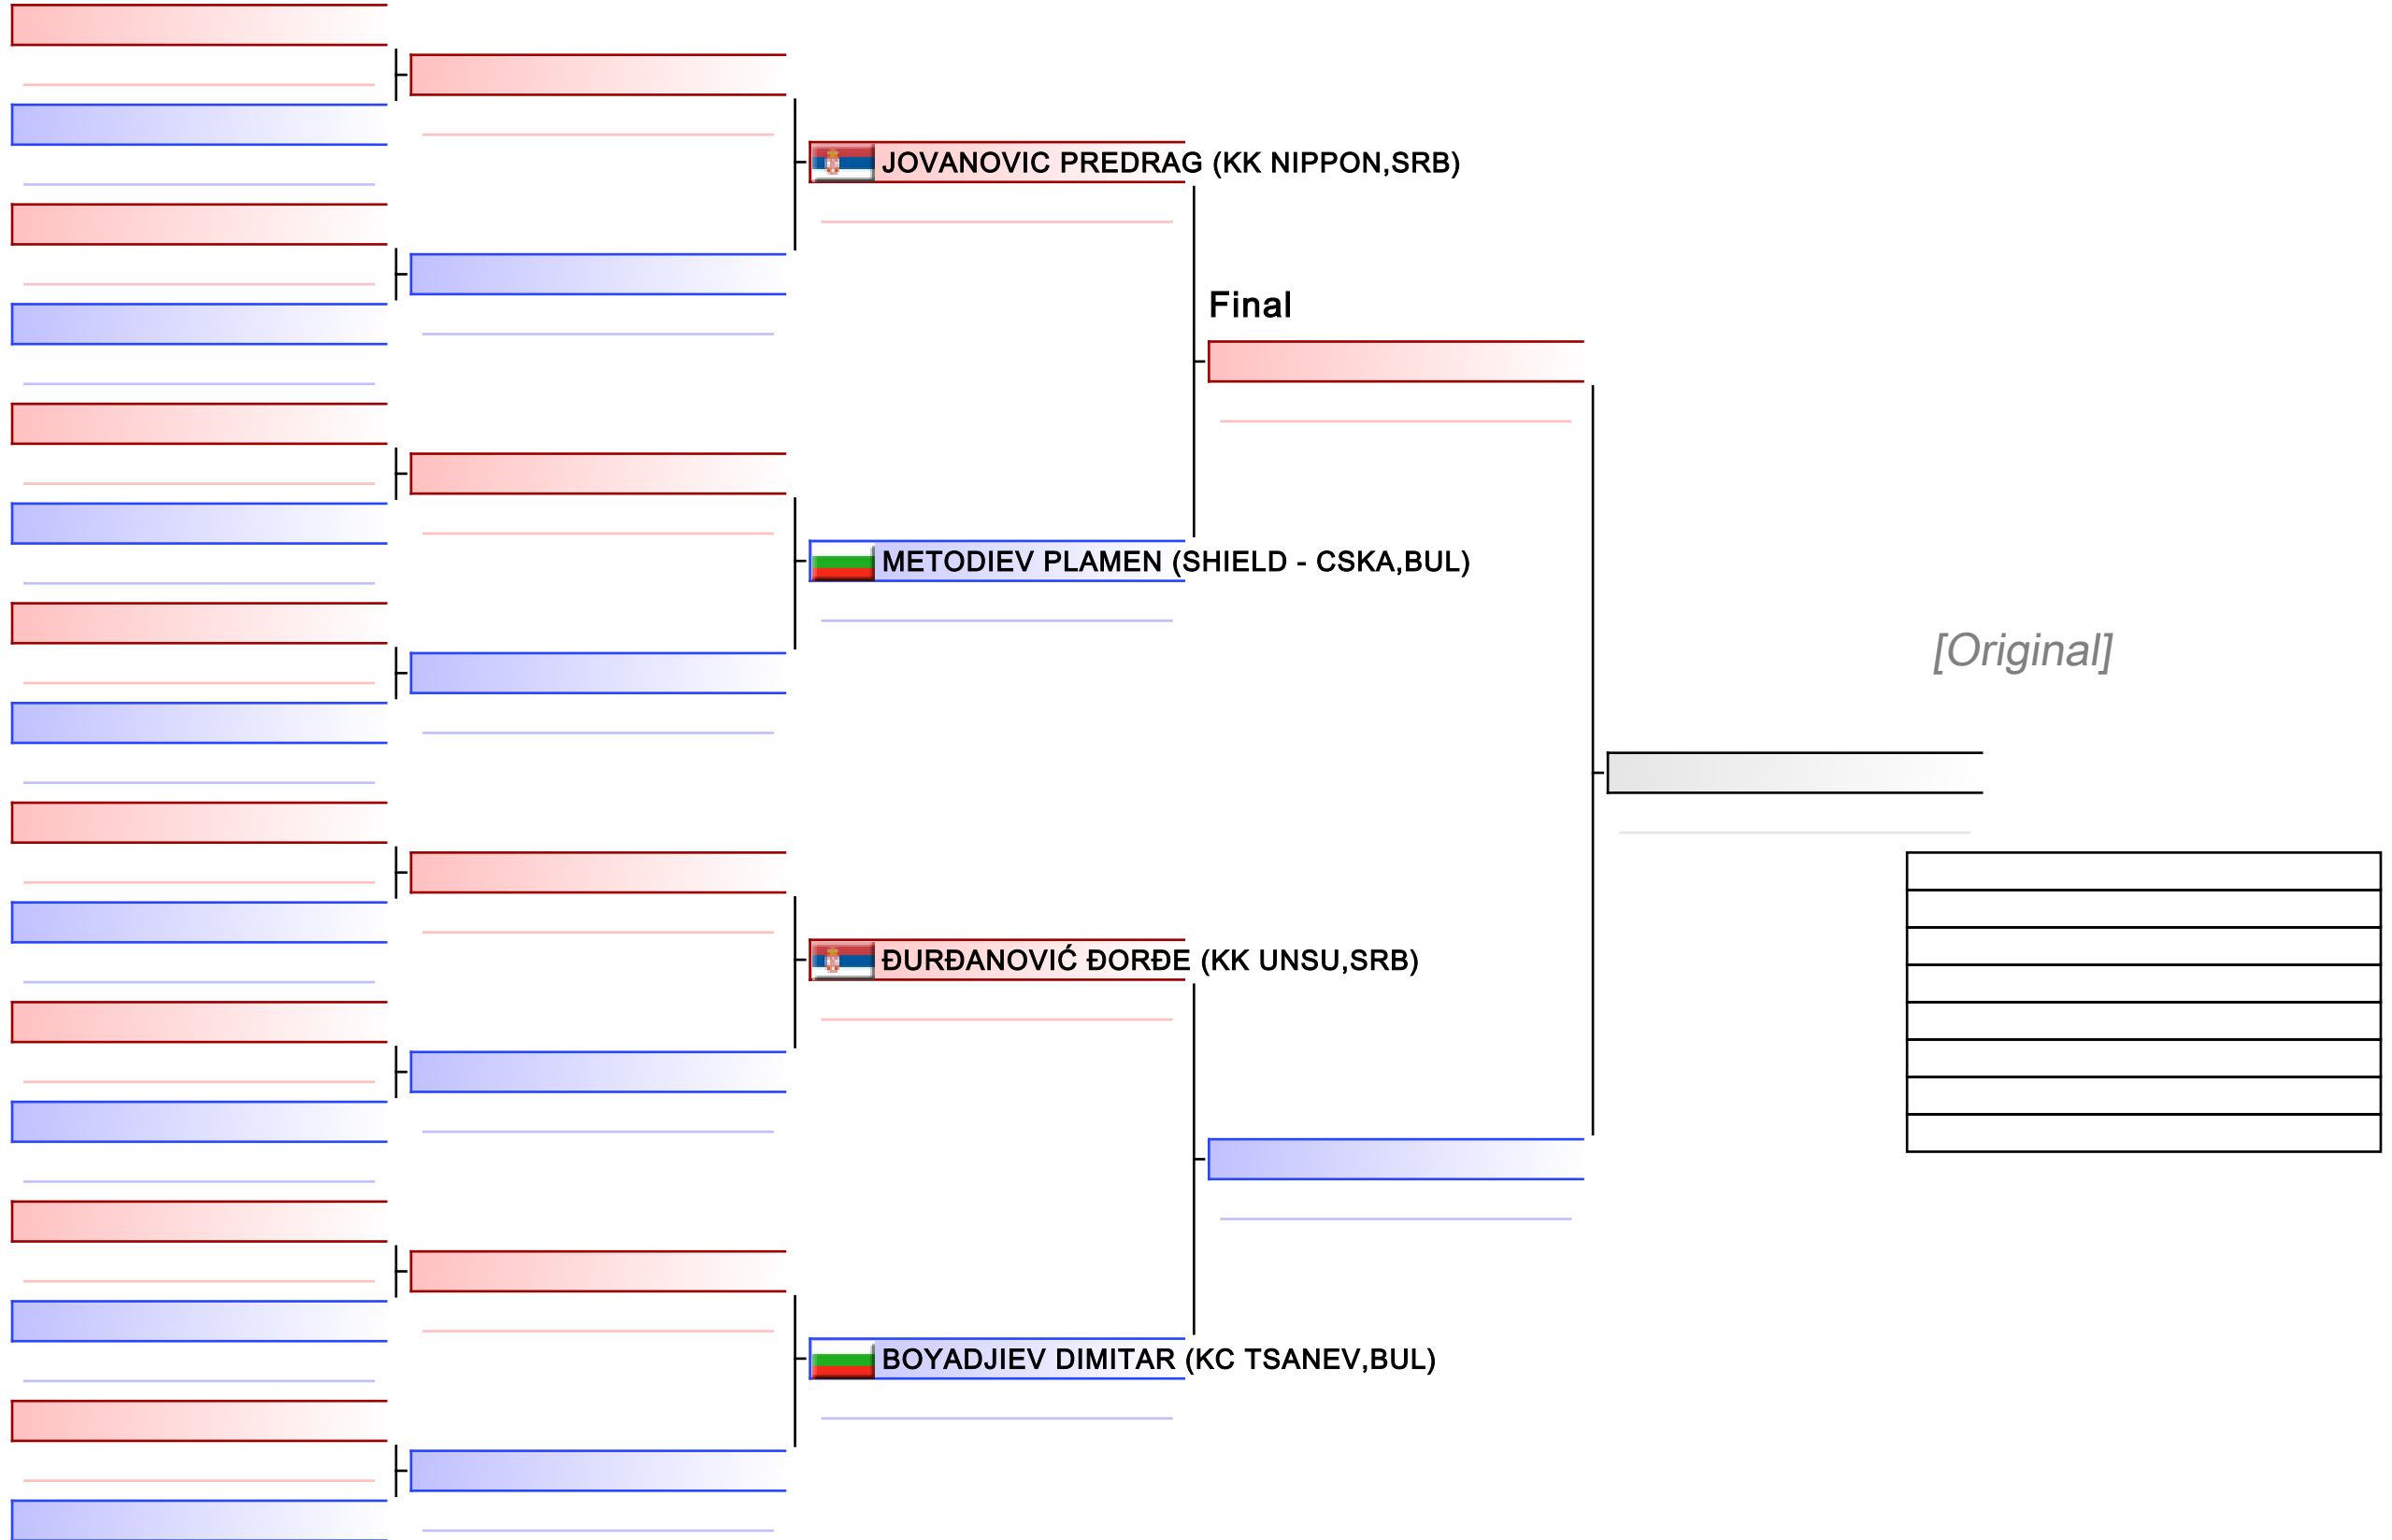 JOVANOVIC PREDRAG (KK NIPPON,SRB)
Final
METODIEV PLAMEN (SHIELD - CSKA,BUL)
[Original]
ĐURĐANOVIĆ ĐORĐE (KK UNSU,SRB)
BOYADJIEV DIMITAR (KC TSANEV,BUL)